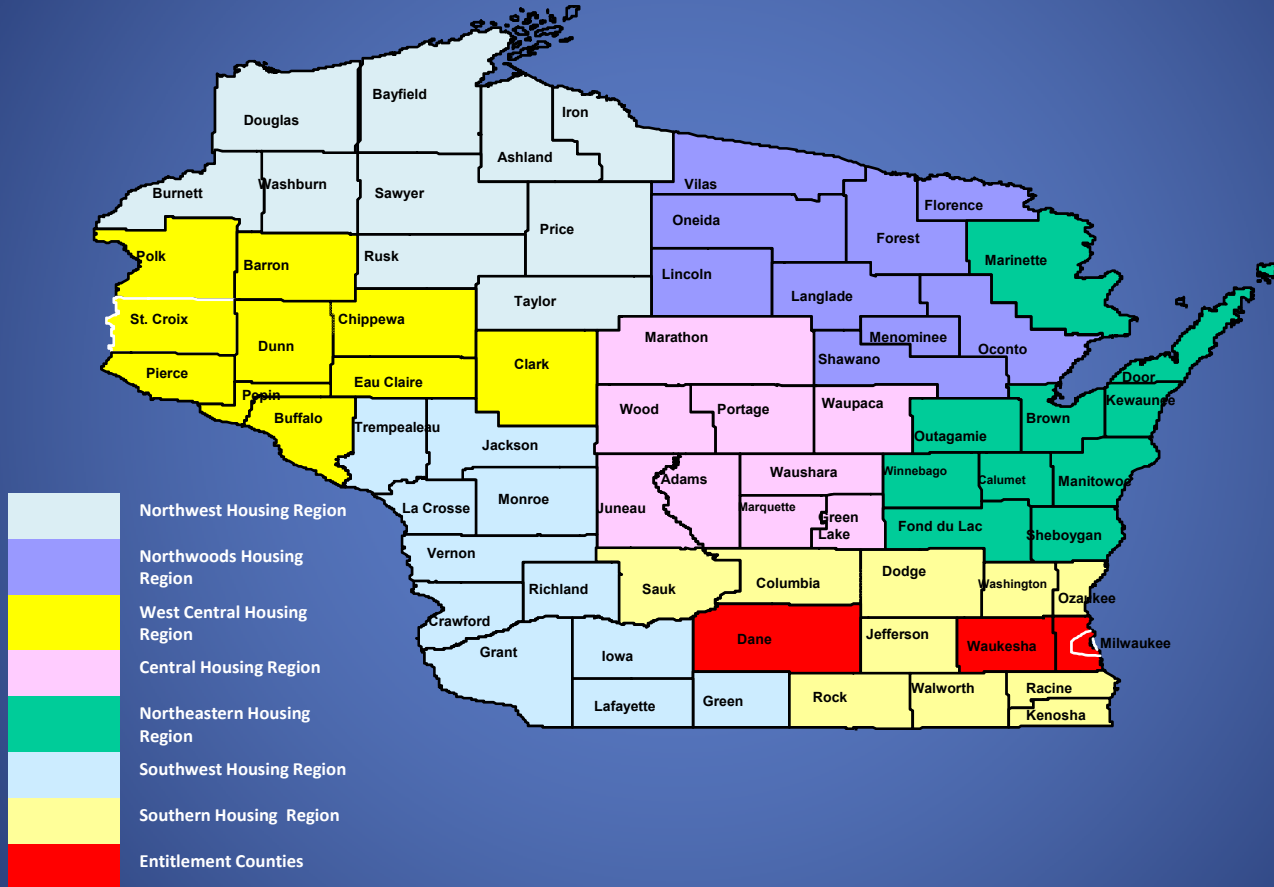 Bayfield
Iron
Douglas
Ashland
Vilas
Washburn
Burnett
Sawyer
Florence
Oneida
Price
Forest
Polk
Rusk
Marinette
Barron
Lincoln
Langlade
Taylor
St. Croix
Chippewa
Marathon
Menominee
Dunn
Oconto
Shawano
Clark
Pierce
Eau Claire
Door
Pepin
Kewaunee
Waupaca
Wood
Portage
Buffalo
Brown
Trempealeau
Outagamie
Jackson
Waushara
Winnebago
Adams
Calumet
Manitowoc
Monroe
La Crosse
Juneau
Marquette
Green
Lake
Fond du Lac
Sheboygan
Vernon
Dodge
Columbia
Washington
Richland
Sauk
Ozaukee
Crawford
Jefferson
Dane
Waukesha
Milwaukee
Grant
Iowa
Walworth
Racine
Rock
Green
Lafayette
Kenosha
Northwest Housing Region
Northwoods Housing
Region
West Central Housing
Region
Central Housing Region
Northeastern Housing
Region
Southwest Housing Region
Southern Housing Region
Entitlement Counties